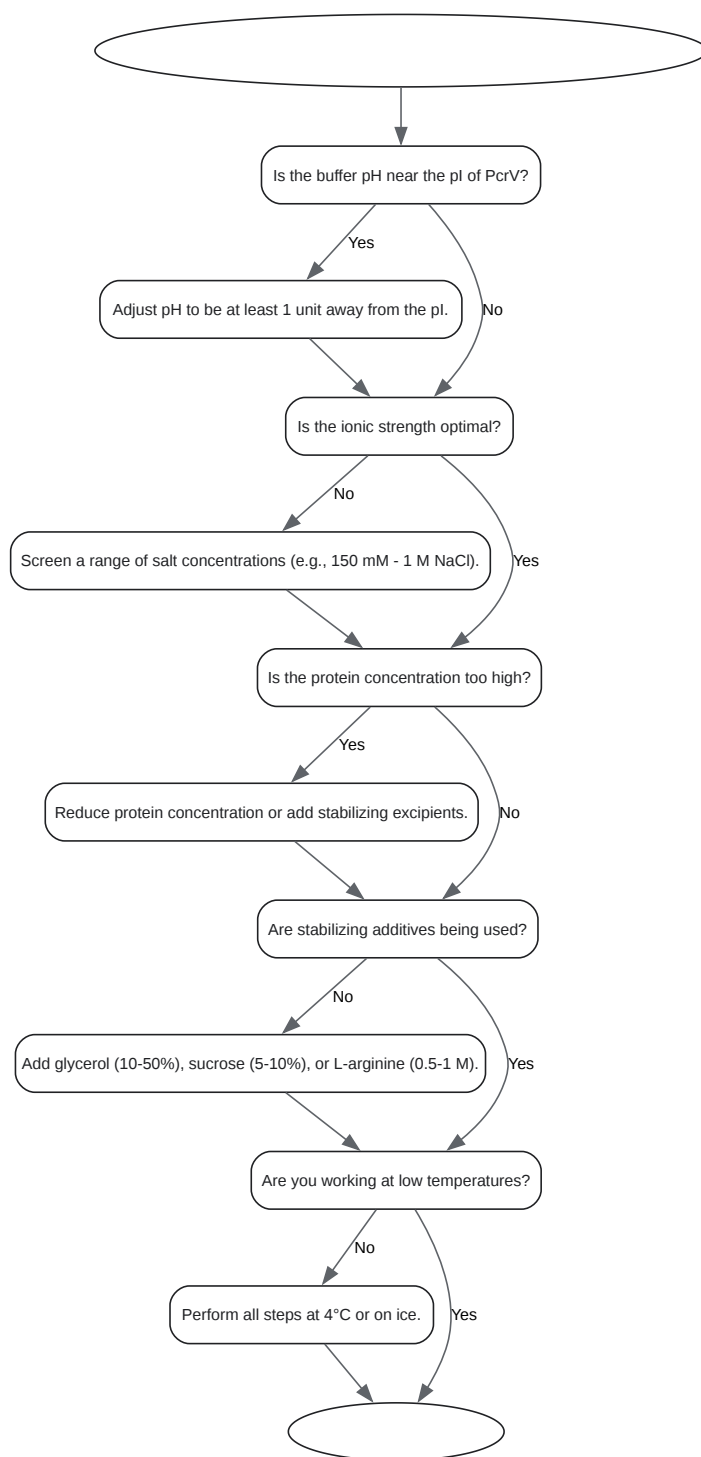 Is the buffer pH near the pI of PcrV?
Yes
Adjust pH to be at least 1 unit away from the pI.
No
Is the ionic strength optimal?
No
Screen a range of salt concentrations (e.g., 150 mM - 1 M NaCl).
Yes
Is the protein concentration too high?
Yes
Reduce protein concentration or add stabilizing excipients.
No
Are stabilizing additives being used?
No
Add glycerol (10-50%), sucrose (5-10%), or L-arginine (0.5-1 M).
Yes
Are you working at low temperatures?
No
Perform all steps at 4°C or on ice.
Yes